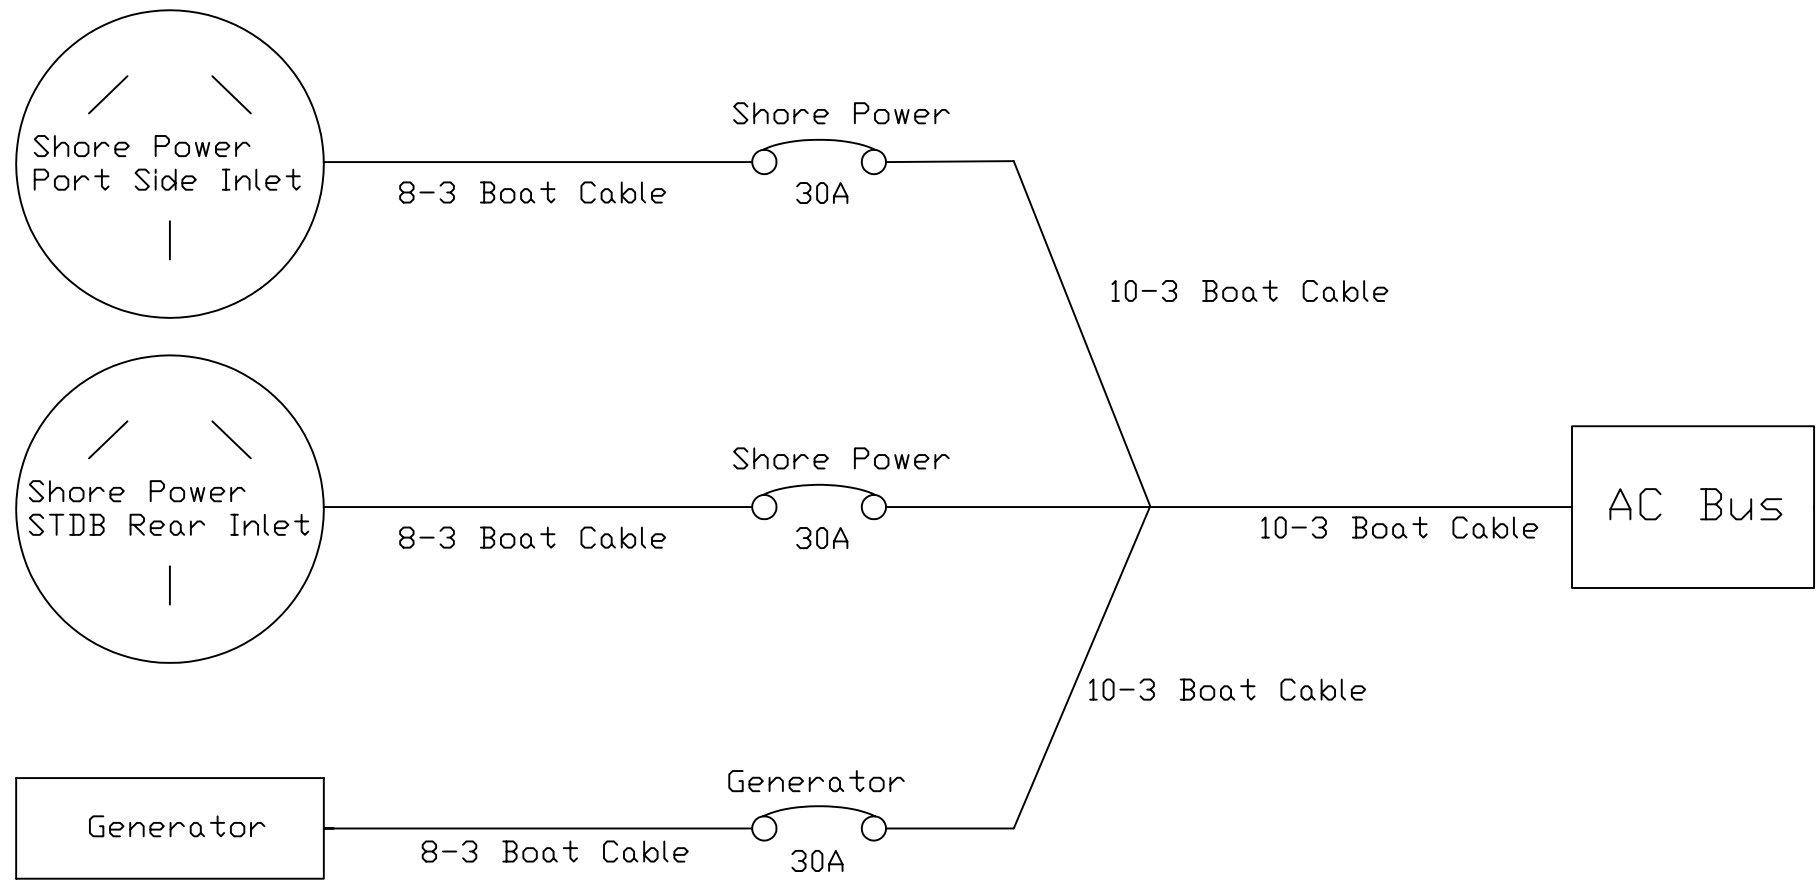 Shore Power
Port Side Inlet
8-3 Boat Cable
Shore Power
30A
10-3 Boat Cable
Shore Power
STDB Rear Inlet
8-3 Boat Cable
Shore Power
30A
10-3 Boat Cable
AC Bus
10-3 Boat Cable
Generator
8-3 Boat Cable
Generator
30A